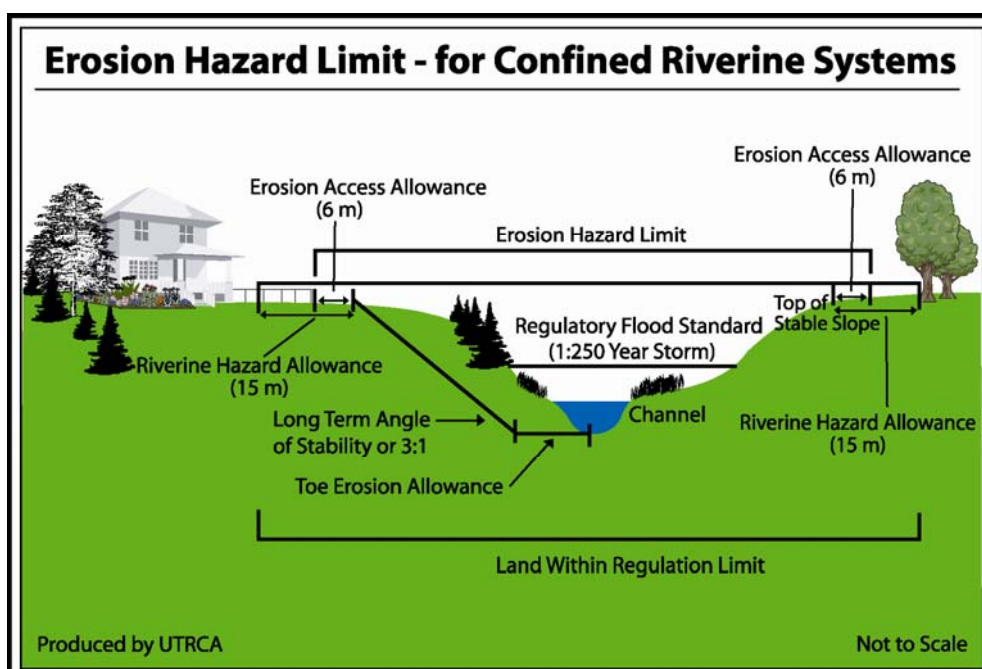 Erosion Hazard Limit - for Confined Riverine Systems
Erosion Access Allowance
(6 m)
Erosion Access Allowance
(6 m)
Erosion Hazard Limit
Top of
Stable Slope
Regulatory Flood Standard
(1:250 Year Storm)
Riverine Hazard Allowance
(15 m)
Long Term Angle
of Stability or 3:1
Channel
Riverine Hazard Allowance
(15 m)
Toe Erosion Allowance
Land Within Regulation Limit
Produced by UTRCA
Not to Scale